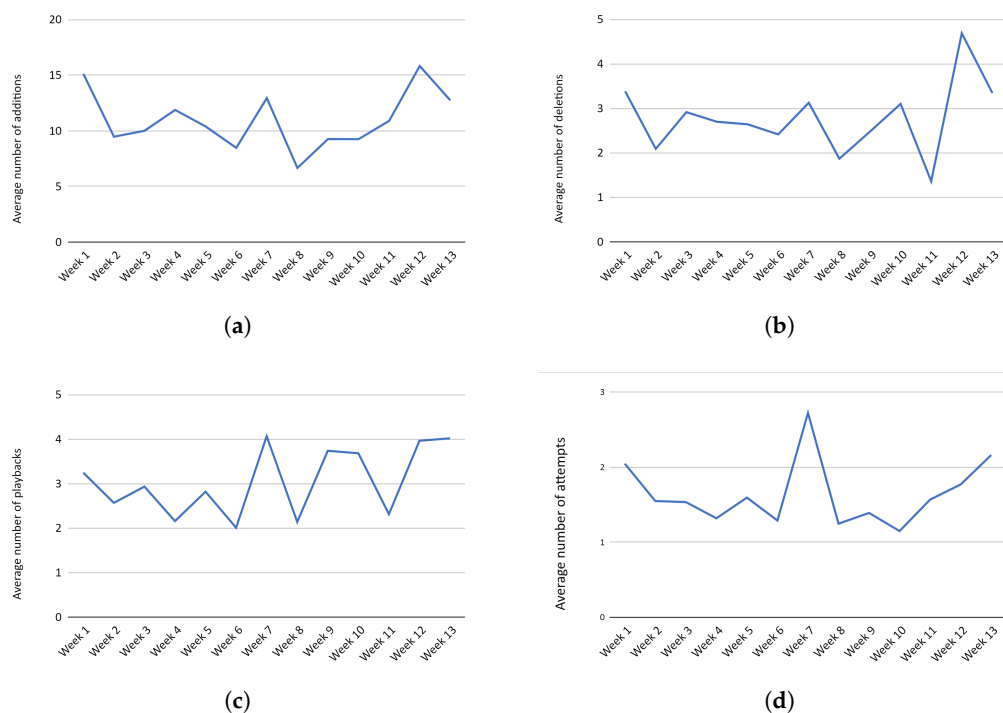 Average number of additions
20
15
10
5
0
Week 1
Week 2
Week 3
Week 4
Week 5
Week 6
Week 7
Week 8
Week 9
Week 10
Week 11
Week 12
Week 13
(a)
Average number of deletions
5
4
3
2
1
0
Week 1
Week 2
Week 3
Week 4
Week 5
Week 6
Week 7
Week 8
Week 9
Week 10
Week 11
Week 12
Week 13
(b)
Average number of playbacks
5
4
3
2
1
0
Week 1
Week 2
Week 3
Week 4
Week 5
Week 6
Week 7
Week 8
Week 9
Week 10
Week 11
Week 12
Week 13
(c)
Average number of attempts
3
2
1
0
Week 1
Week 2
Week 3
Week 4
Week 5
Week 6
Week 7
Week 8
Week 9
Week 10
Week 11
Week 12
Week 13
(d)